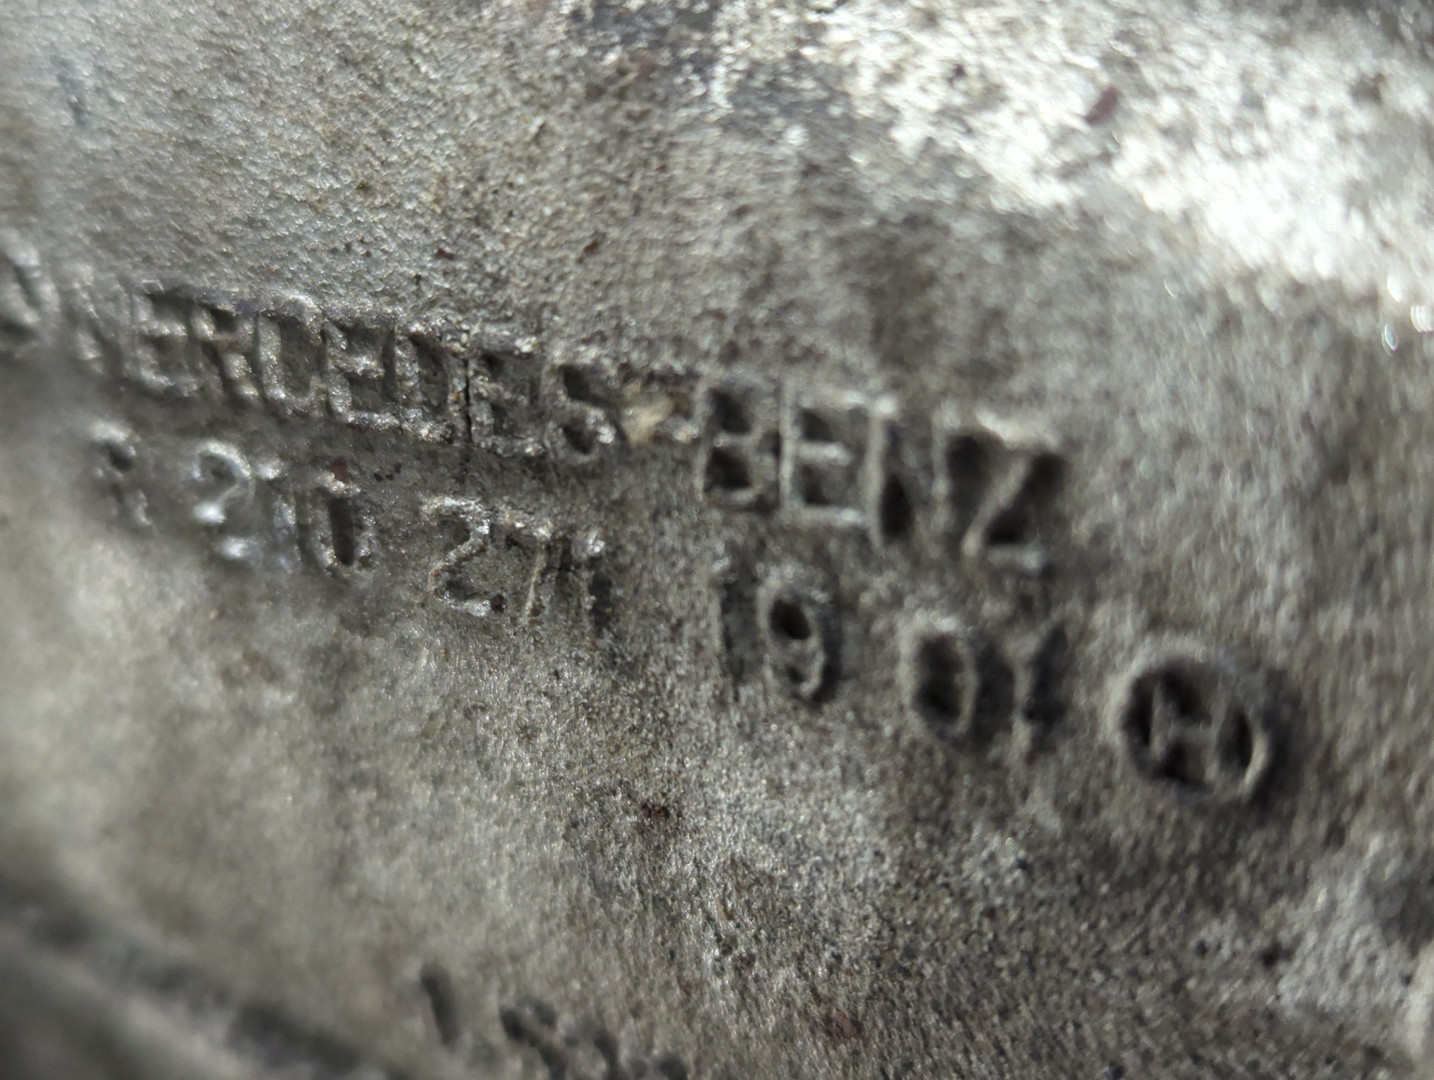 MERCEDES-BENZ
R 210 271 19 01 H